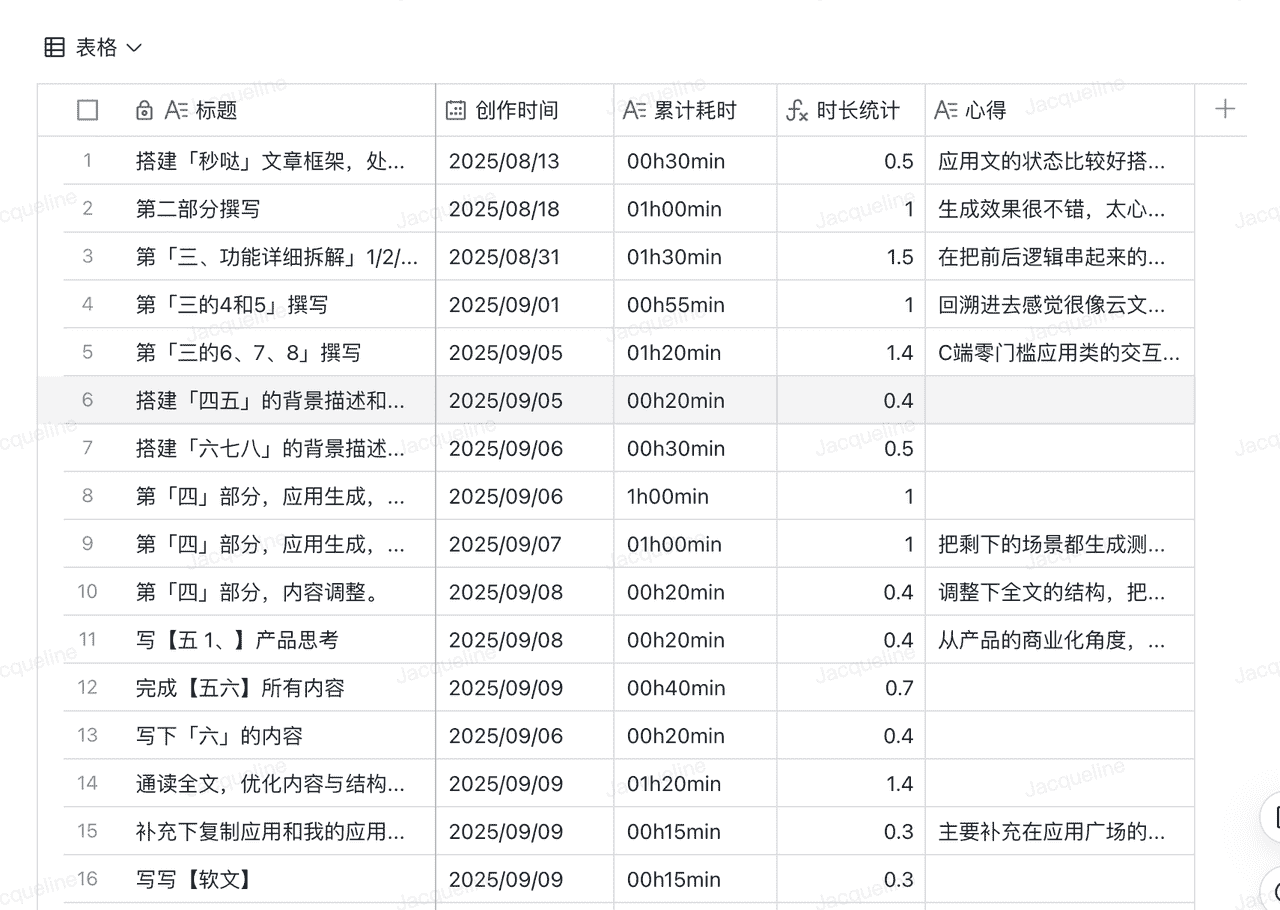 表格
标题 创作时间 累计耗时 时长统计 心得
1 搭建「秒哒」文章框架，处... 2025/08/13 00h30min 0.5 应用文的状态比较好搭...
2 第二部分撰写 2025/08/18 01h00min 1 生成效果很不错，太心...
3 第「三、功能详细拆解」1/2/... 2025/08/31 01h30min 1.5 在把前后逻辑串起来的...
4 第「三的4和5」撰写 2025/09/01 00h55min 1 回溯进去感觉很像云文...
5 第「三的6、7、8」撰写 2025/09/05 01h20min 1.4 C端零门槛应用类的交互...
6 搭建「四五」的背景描述和... 2025/09/05 00h20min 0.4
7 搭建「六七八」的背景描述... 2025/09/06 00h30min 0.5
8 第「四」部分，应用生成，... 2025/09/06 1h00min 1
9 第「四」部分，应用生成，... 2025/09/07 01h00min 1 把剩下的场景都生成测...
10 第「四」部分，内容调整。 2025/09/08 00h20min 0.4 调整下全文的结构，把...
11 写【五 1、】产品思考 2025/09/08 00h20min 0.4 从产品的商业化角度，...
12 完成【五六】所有内容 2025/09/09 00h40min 0.7
13 写下「六」的内容 2025/09/06 00h20min 0.4
14 通读全文，优化内容与结构... 2025/09/09 01h20min 1.4
15 补充下复制应用和我的应用... 2025/09/09 00h15min 0.3 主要补充在应用广场的...
16 写写【软文】 2025/09/09 00h15min 0.3
Jacqueline